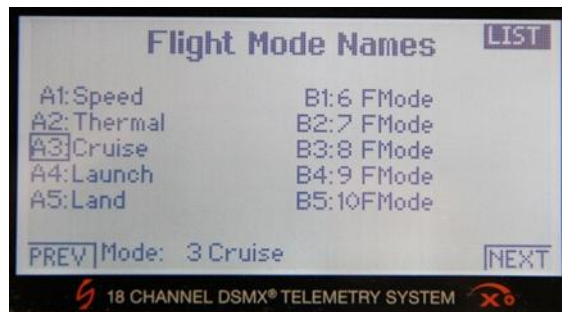 Flight Mode Names
LIST
A1:Speed
A2:Thermal
A3:Cruise
A4:Launch
A5:Land
B1:6 FMode
B2:7 FMode
B3:8 FMode
B4:9 FMode
B5:10FMode
PREV Mode: 3 Cruise NEXT
18 CHANNEL DSMX® TELEMETRY SYSTEM